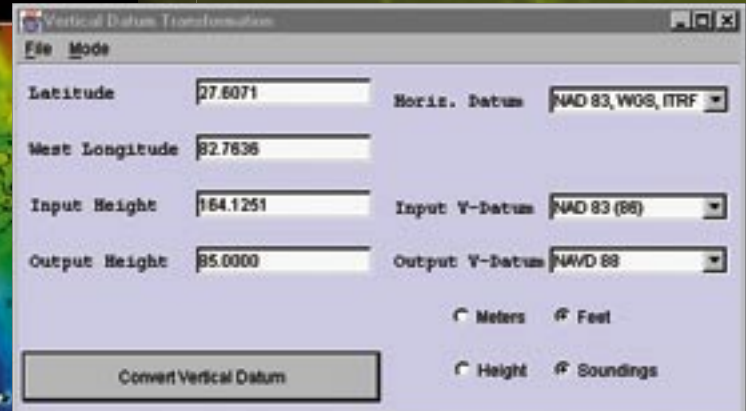 Vertical Datum Transformation
File Mode
Latitude 27.6071 Horiz. Datum NAD 83, WGS, ITRF
West Longitude 82.7636
Input Height 164.1251 Input V-Datum NAD 83 (86)
Output Height 85.0000 Output V-Datum NAVD 88
Meters Feet
Convert Vertical Datum Height Soundings